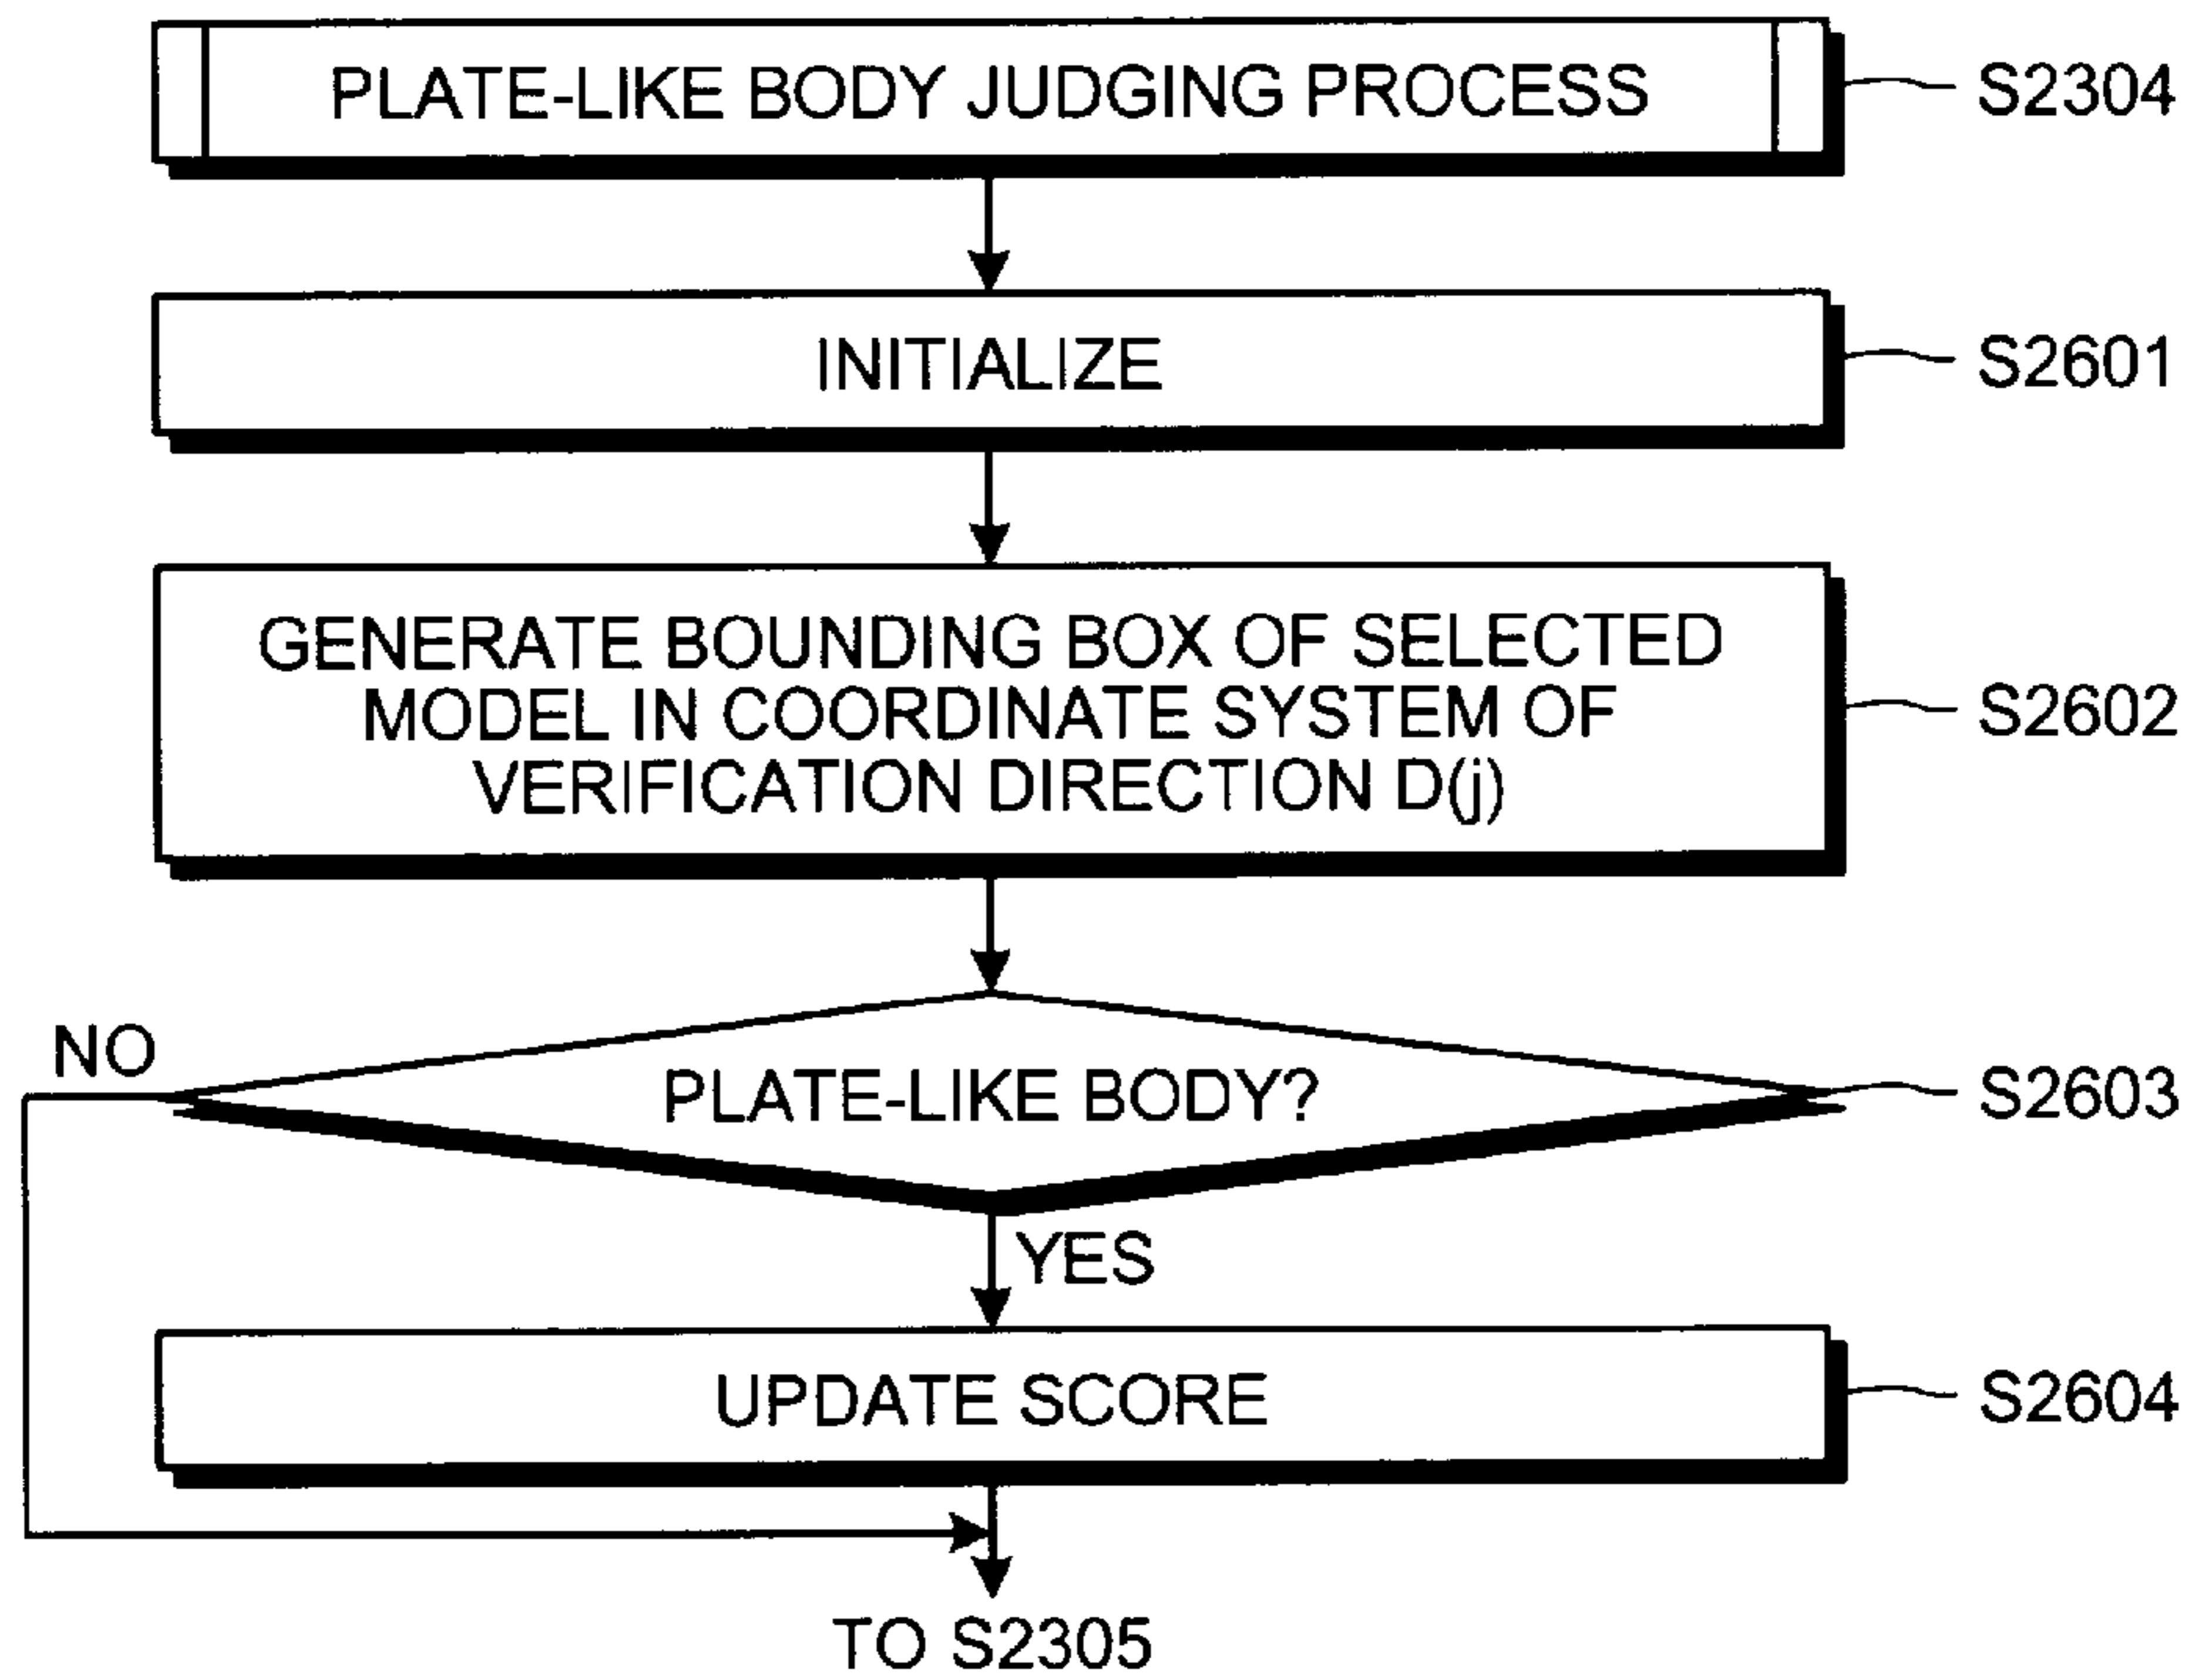 PLATE-LIKE BODY JUDGING PROCESS
S2304
INITIALIZE
S2601
GENERATE BOUNDING BOX OF SELECTED
MODEL IN COORDINATE SYSTEM OF
VERIFICATION DIRECTION D(j)
S2602
NO
PLATE-LIKE BODY?
S2603
YES
UPDATE SCORE
S2604
TO S2305